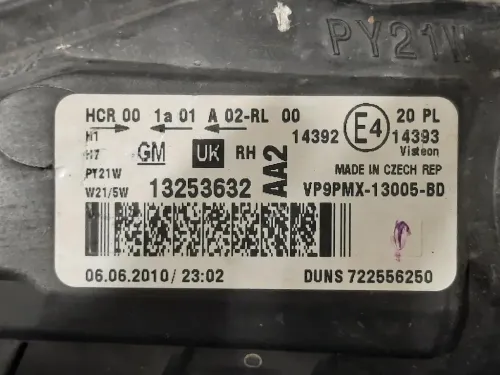 PY21W
HCR 00 1a 01 A 02-RL 00
H1
H7
PY21W
W21/5W
GM
UK
RH
AA2
13253632
20 PL
14392
E4
14393
Visteon
MADE IN CZECH REP
VP9PMX-13005-BD
06.06.2010/ 23:02
DUNS 722556250